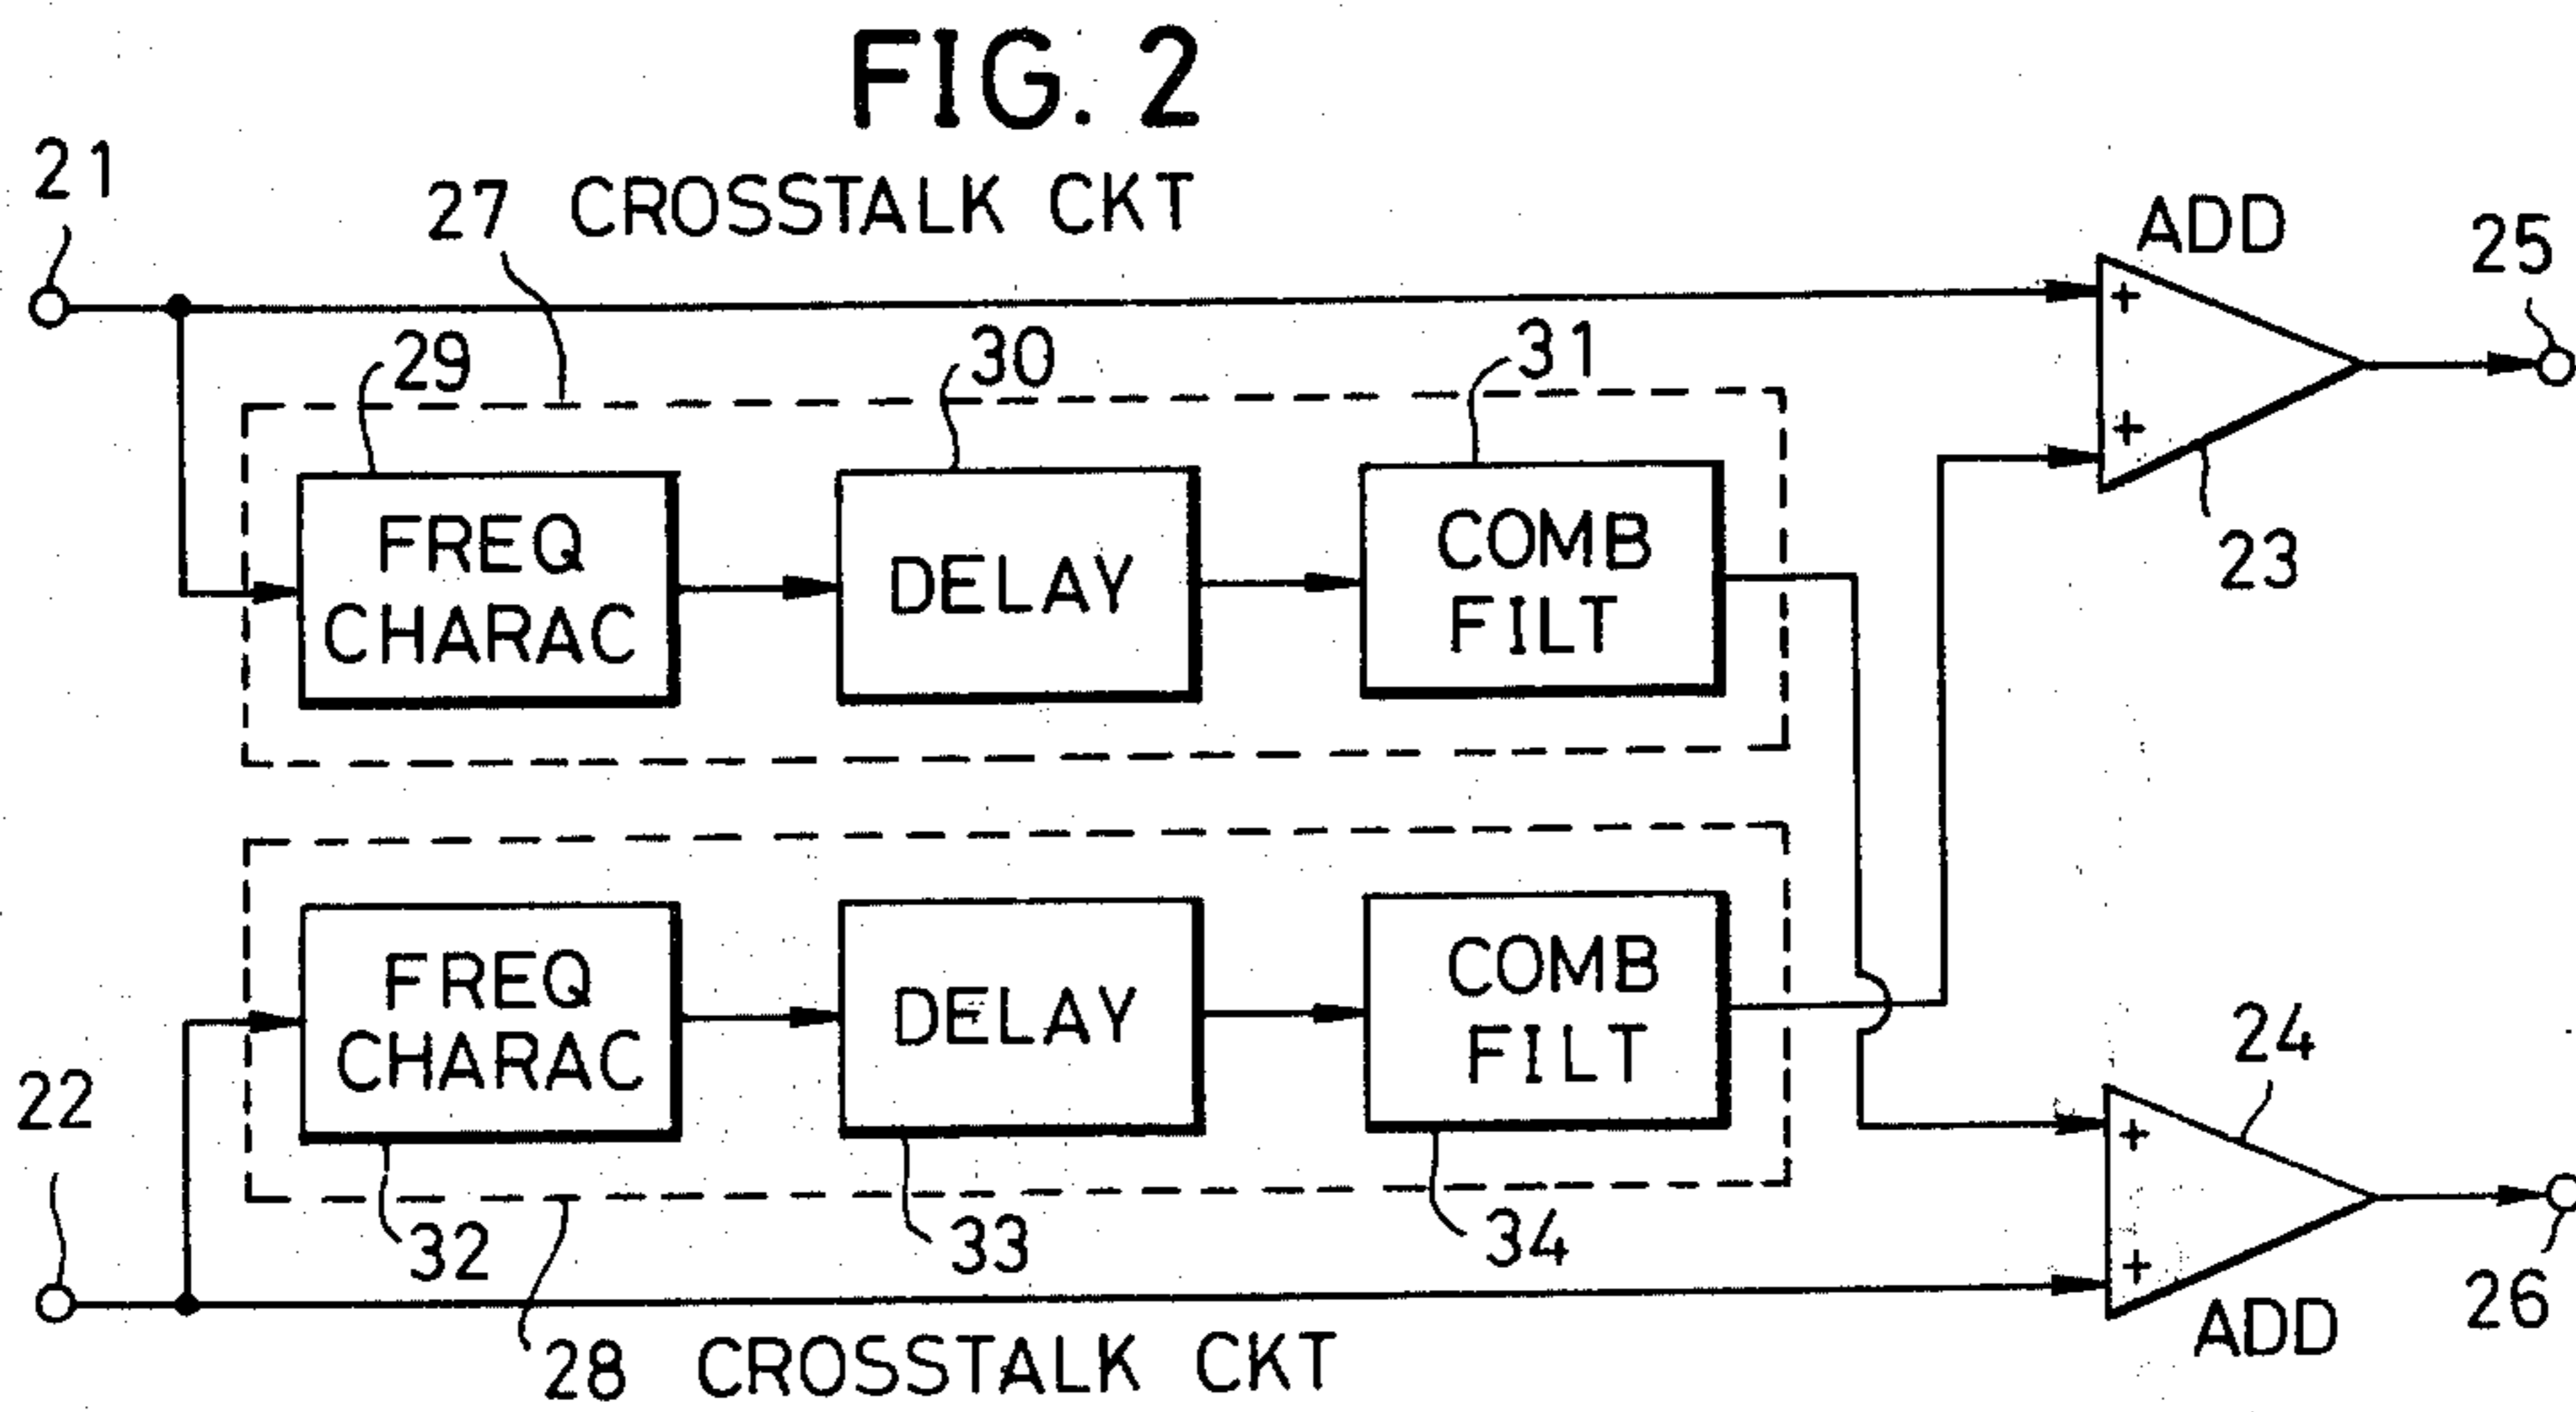 FIG. 2
21
27 CROSSTALK CKT
ADD
25
29
30
31
+
+
FREQ
CHARAC
DELAY
COMB
FILT
23
FREQ
CHARAC
DELAY
COMB
FILT
24
22
+
+
32
33
34
26
28 CROSSTALK CKT
ADD